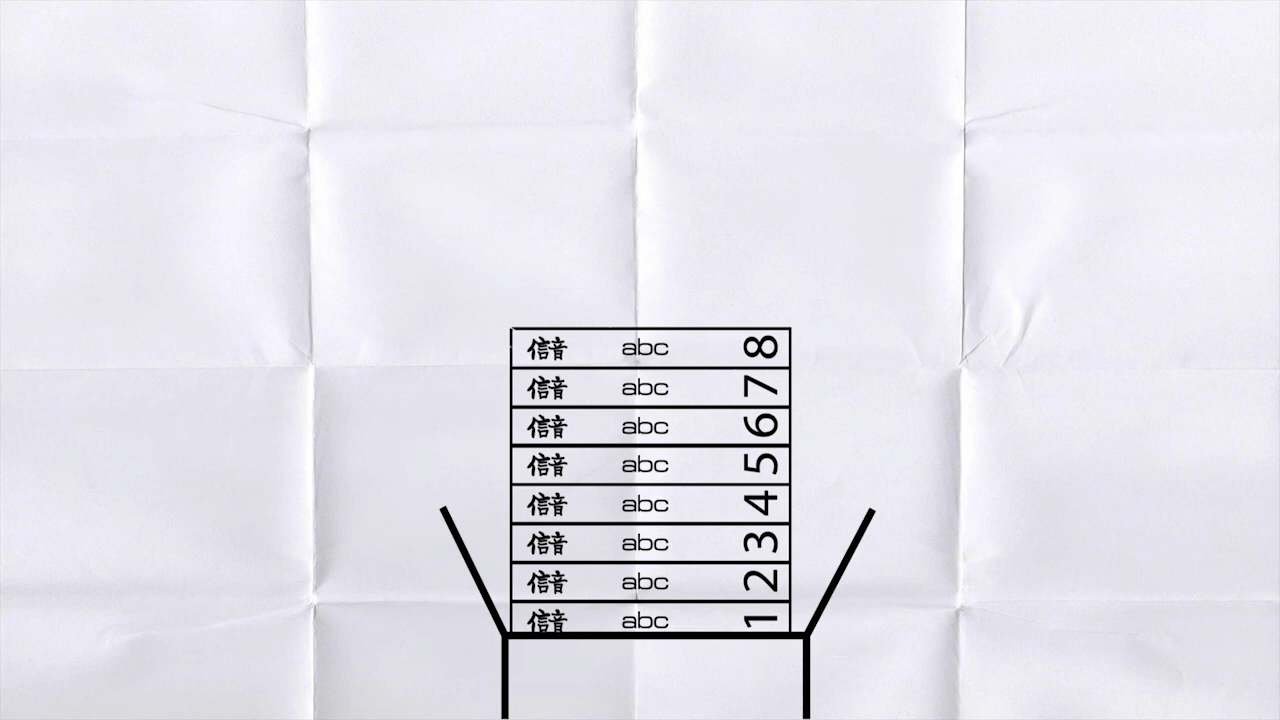 信音 abc 8
信音 abc 7
信音 abc 6
信音 abc 5
信音 abc 4
信音 abc 3
信音 abc 2
信音 abc 1